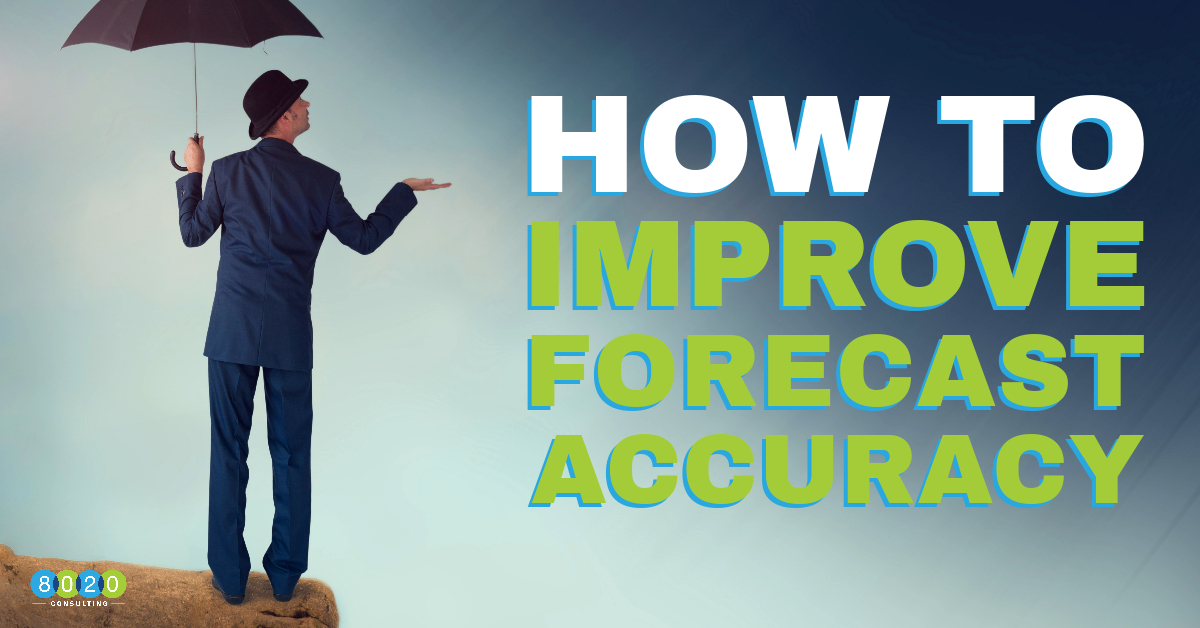 HOW TO
IMPROVE
FORECAST
ACCURACY
8020
CONSULTING